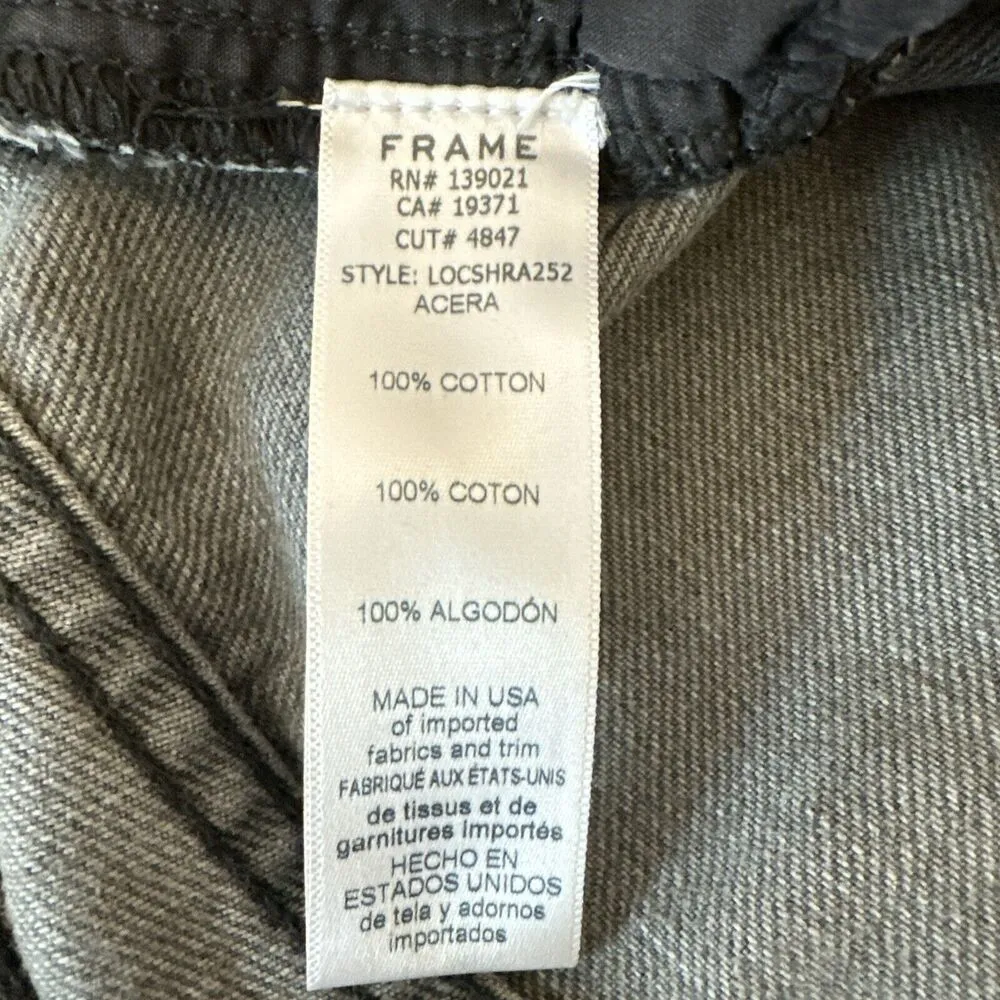 FRAME
RN# 139021
CA# 19371
CUT# 4847
STYLE: LOCSHRA252
ACERA
100% COTTON
100% COTON
100% ALGODÓN
MADE IN USA
of imported
fabrics and trim
FABRIQUÉ AUX ÉTATS-UNIS
de tissus et de
garnitures importés
HECHO EN
ESTADOS UNIDOS
de tela y adornos
importados